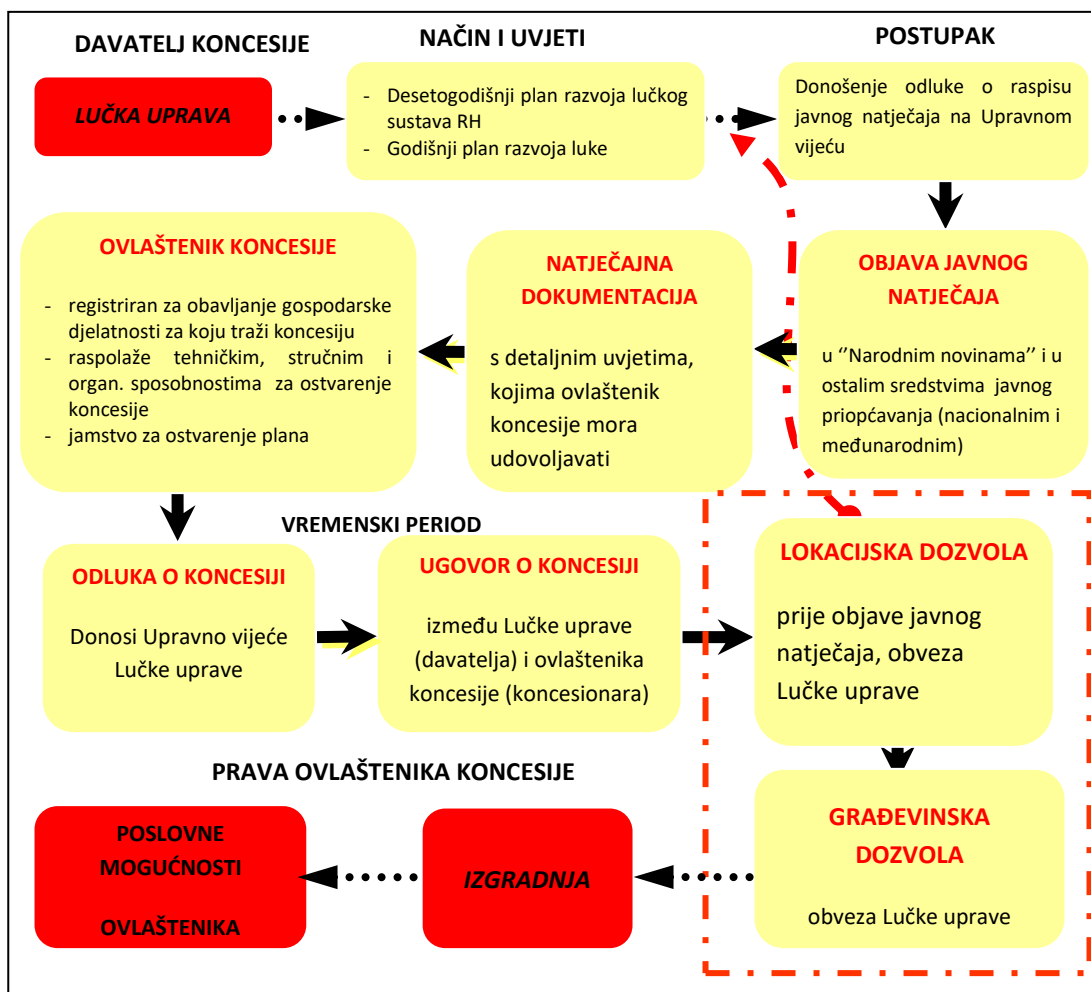 DAVATELJ KONCESIJE
NAČIN I UVJETI
POSTUPAK
LUČKA UPRAVA
- Desetogodišnji plan razvoja lučkog
sustava RH
- Godišnji plan razvoja luke
Donošenje odluke o raspisu
javnog natječaja na Upravnom
vijeću
OVLAŠTENIK KONCESIJE
- registriran za obavljanje gospodarske
djelatnosti za koju traži koncesiju
- raspolaže tehničkim, stručnim i
organ. sposobnostima za ostvarenje
koncesije
- jamstvo za ostvarenje plana
NATJEČAJNA
DOKUMENTACIJA
s detaljnim uvjetima,
kojima ovlaštenik
koncesije mora
udovoljavati
OBJAVA JAVNOG
NATJEČAJA
u ‘’Narodnim novinama’’ i u
ostalim sredstvima javnog
priopćavanja (nacionalnim i
međunarodnim)
VREMENSKI PERIOD
ODLUKA O KONCESIJI
Donosi Upravno vijeće
Lučke uprave
UGOVOR O KONCESIJI
između Lučke uprave
(davatelja) i ovlaštenika
koncesije (koncesionara)
LOKACIJSKA DOZVOLA
prije objave javnog
natječaja, obveza
Lučke uprave
PRAVA OVLAŠTENIKA KONCESIJE
POSLOVNE
MOGUĆNOSTI
OVLAŠTENIKA
IZGRADNJA
GRAĐEVINSKA
DOZVOLA
obveza Lučke uprave